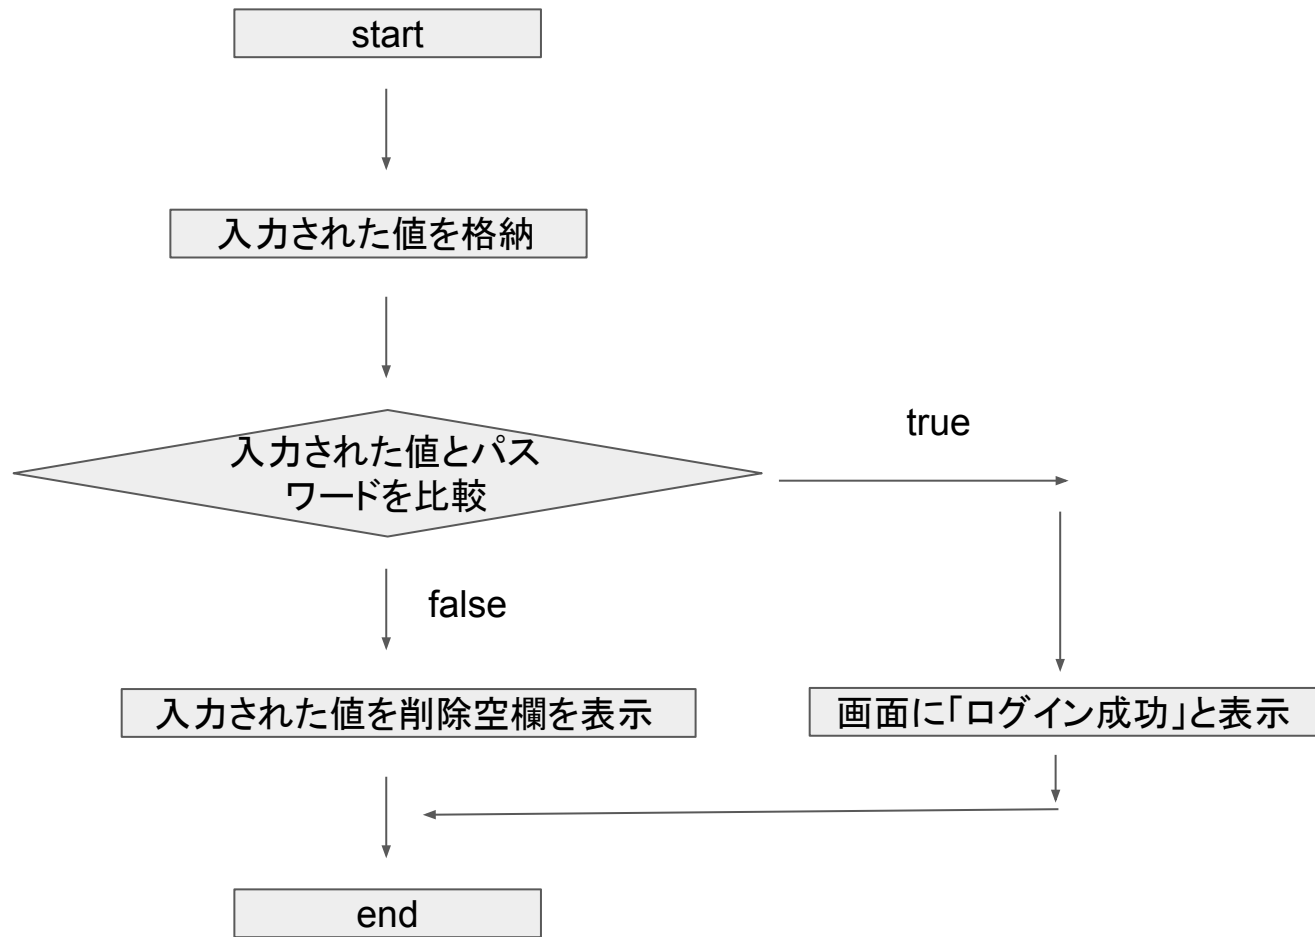 start
入力された値を格納
入力された値とパス
ワードを比較
true
false
入力された値を削除空欄を表示
画面に「ログイン成功」と表示
end